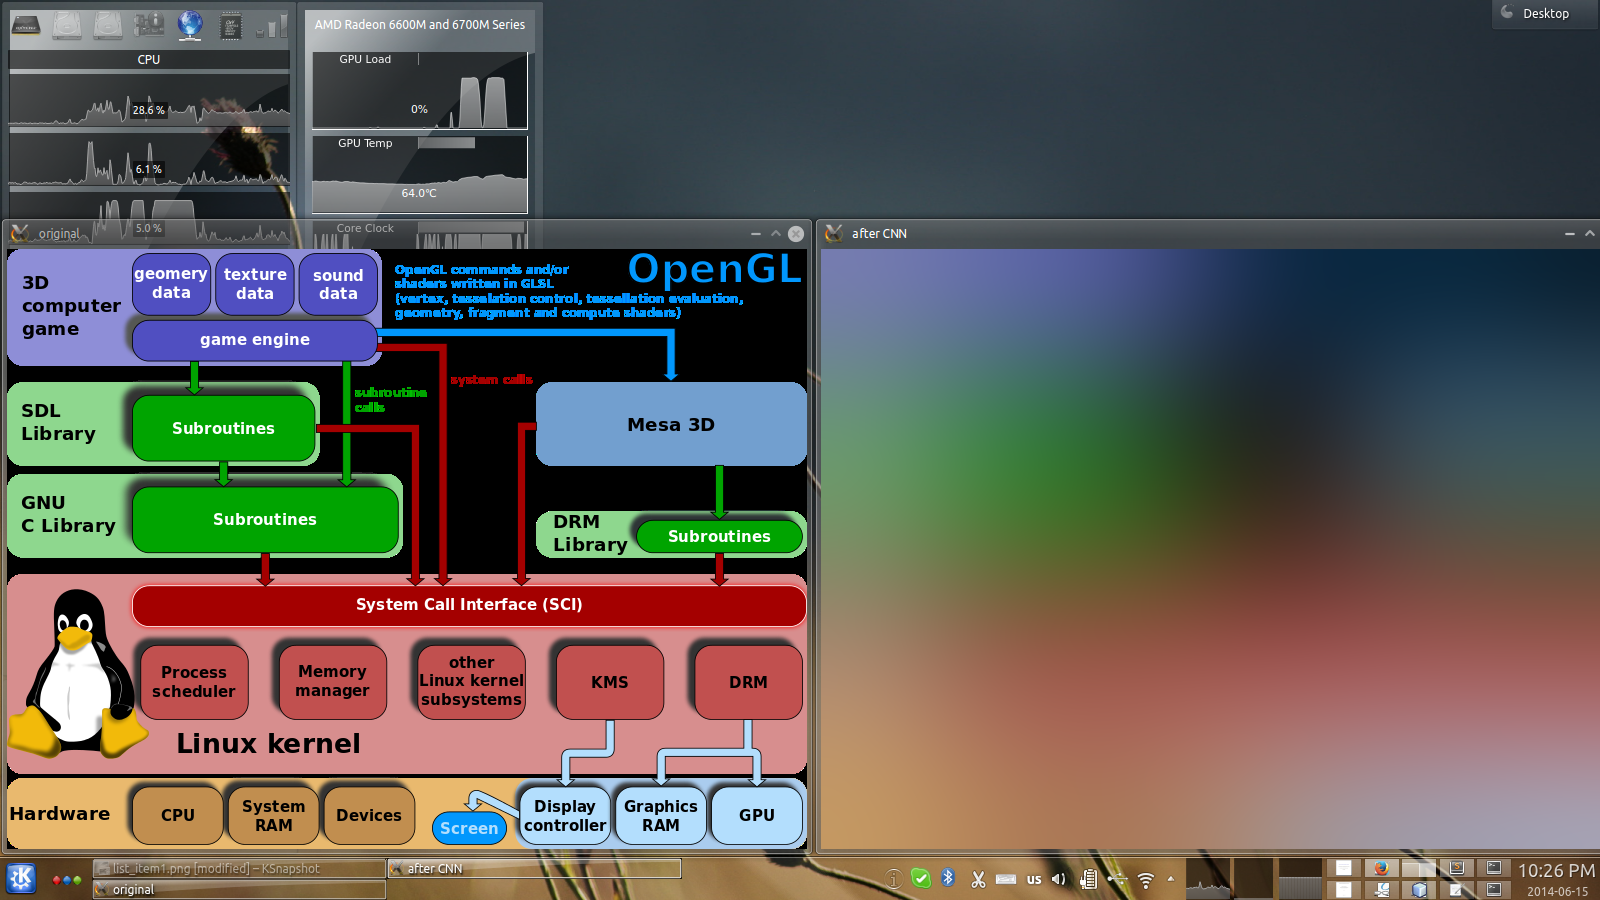 AMD Radeon 6600M and 6700M Series
Desktop
CPU
28.6 %
6.1 %
5.0 %
GPU Load
0%
GPU Temp
64.0°C
Core Clock
original
after CNN
3D
computer
game
geomery
data
texture
data
sound
data
game engine
OpenGL commands and/or
shaders written in GLSL
(vertex, tesselation control, tessellation evaluation,
geometry, fragment and compute shaders)
OpenGL
system calls
subroutine
calls
SDL
Library
Subroutines
Mesa 3D
GNU
C Library
Subroutines
DRM
Library
Subroutines
System Call Interface (SCI)
Process
scheduler
Memory
manager
other
Linux kernel
subsystems
KMS
DRM
Linux kernel
Hardware
CPU
System
RAM
Devices
Screen
Display
controller
Graphics
RAM
GPU
list_item1.png [modified] – KSnapshot
after CNN
original
us
10:26 PM
2014-06-15